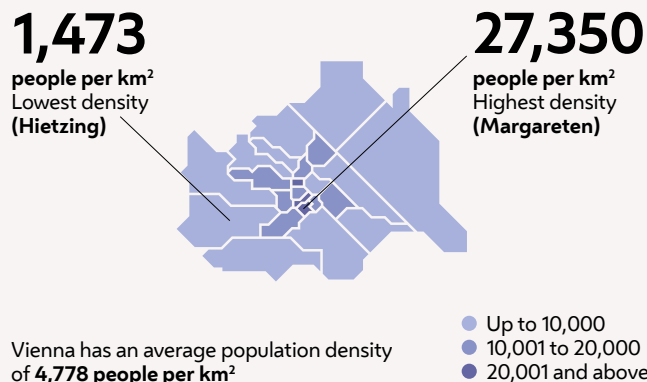 1,473
people per km²
Lowest density
(Hietzing)
27,350
people per km²
Highest density
(Margareten)
Vienna has an average population density
of 4,778 people per km²
Up to 10,000
10,001 to 20,000
20,001 and above